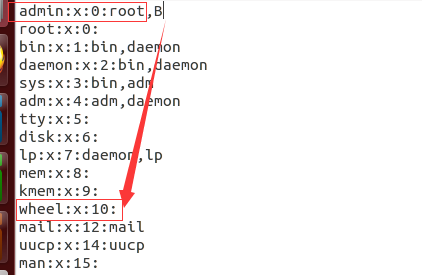 admin:x:0:root,B
root:x:0:
bin:x:1:bin,daemon
daemon:x:2:bin,daemon
sys:x:3:bin,adm
adm:x:4:adm,daemon
tty:x:5:
disk:x:6:
lp:x:7:daemon,lp
mem:x:8:
kmem:x:9:
wheel:x:10:
mail:x:12:mail
uucp:x:14:uucp
man:x:15: